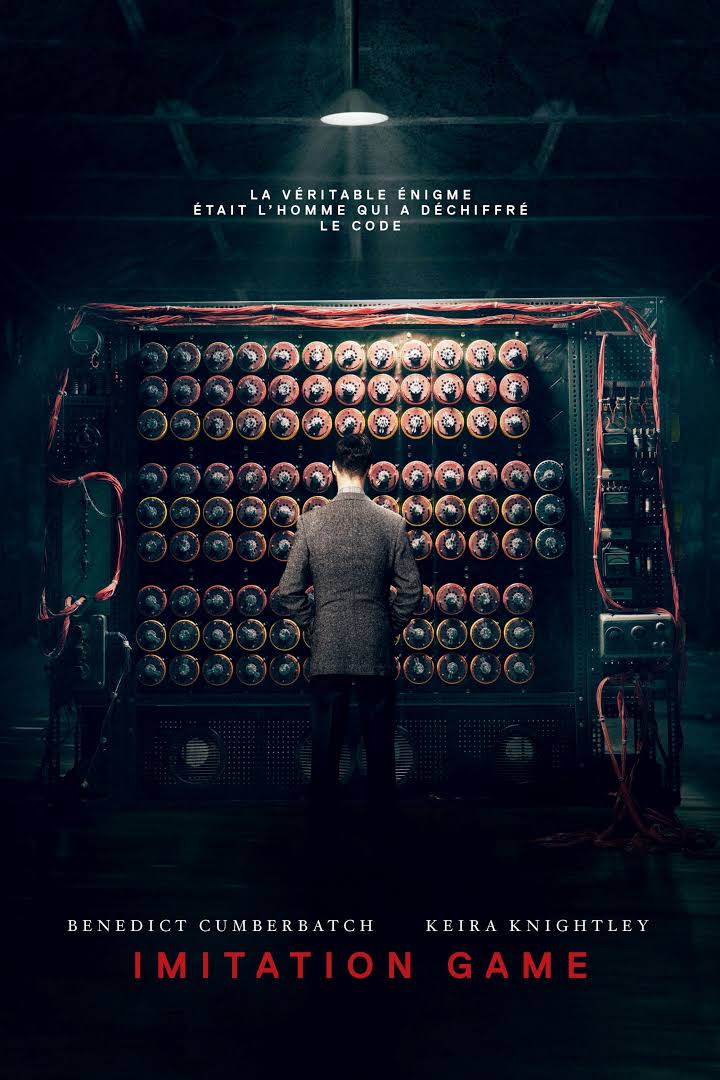 LA VÉRITABLE ÉNIGME
ÉTAIT L'HOMME QUI A DÉCHIFFRÉ
LE CODE
BENEDICT CUMBERBATCH KEIRA KNIGHTLEY
IMITATION GAME